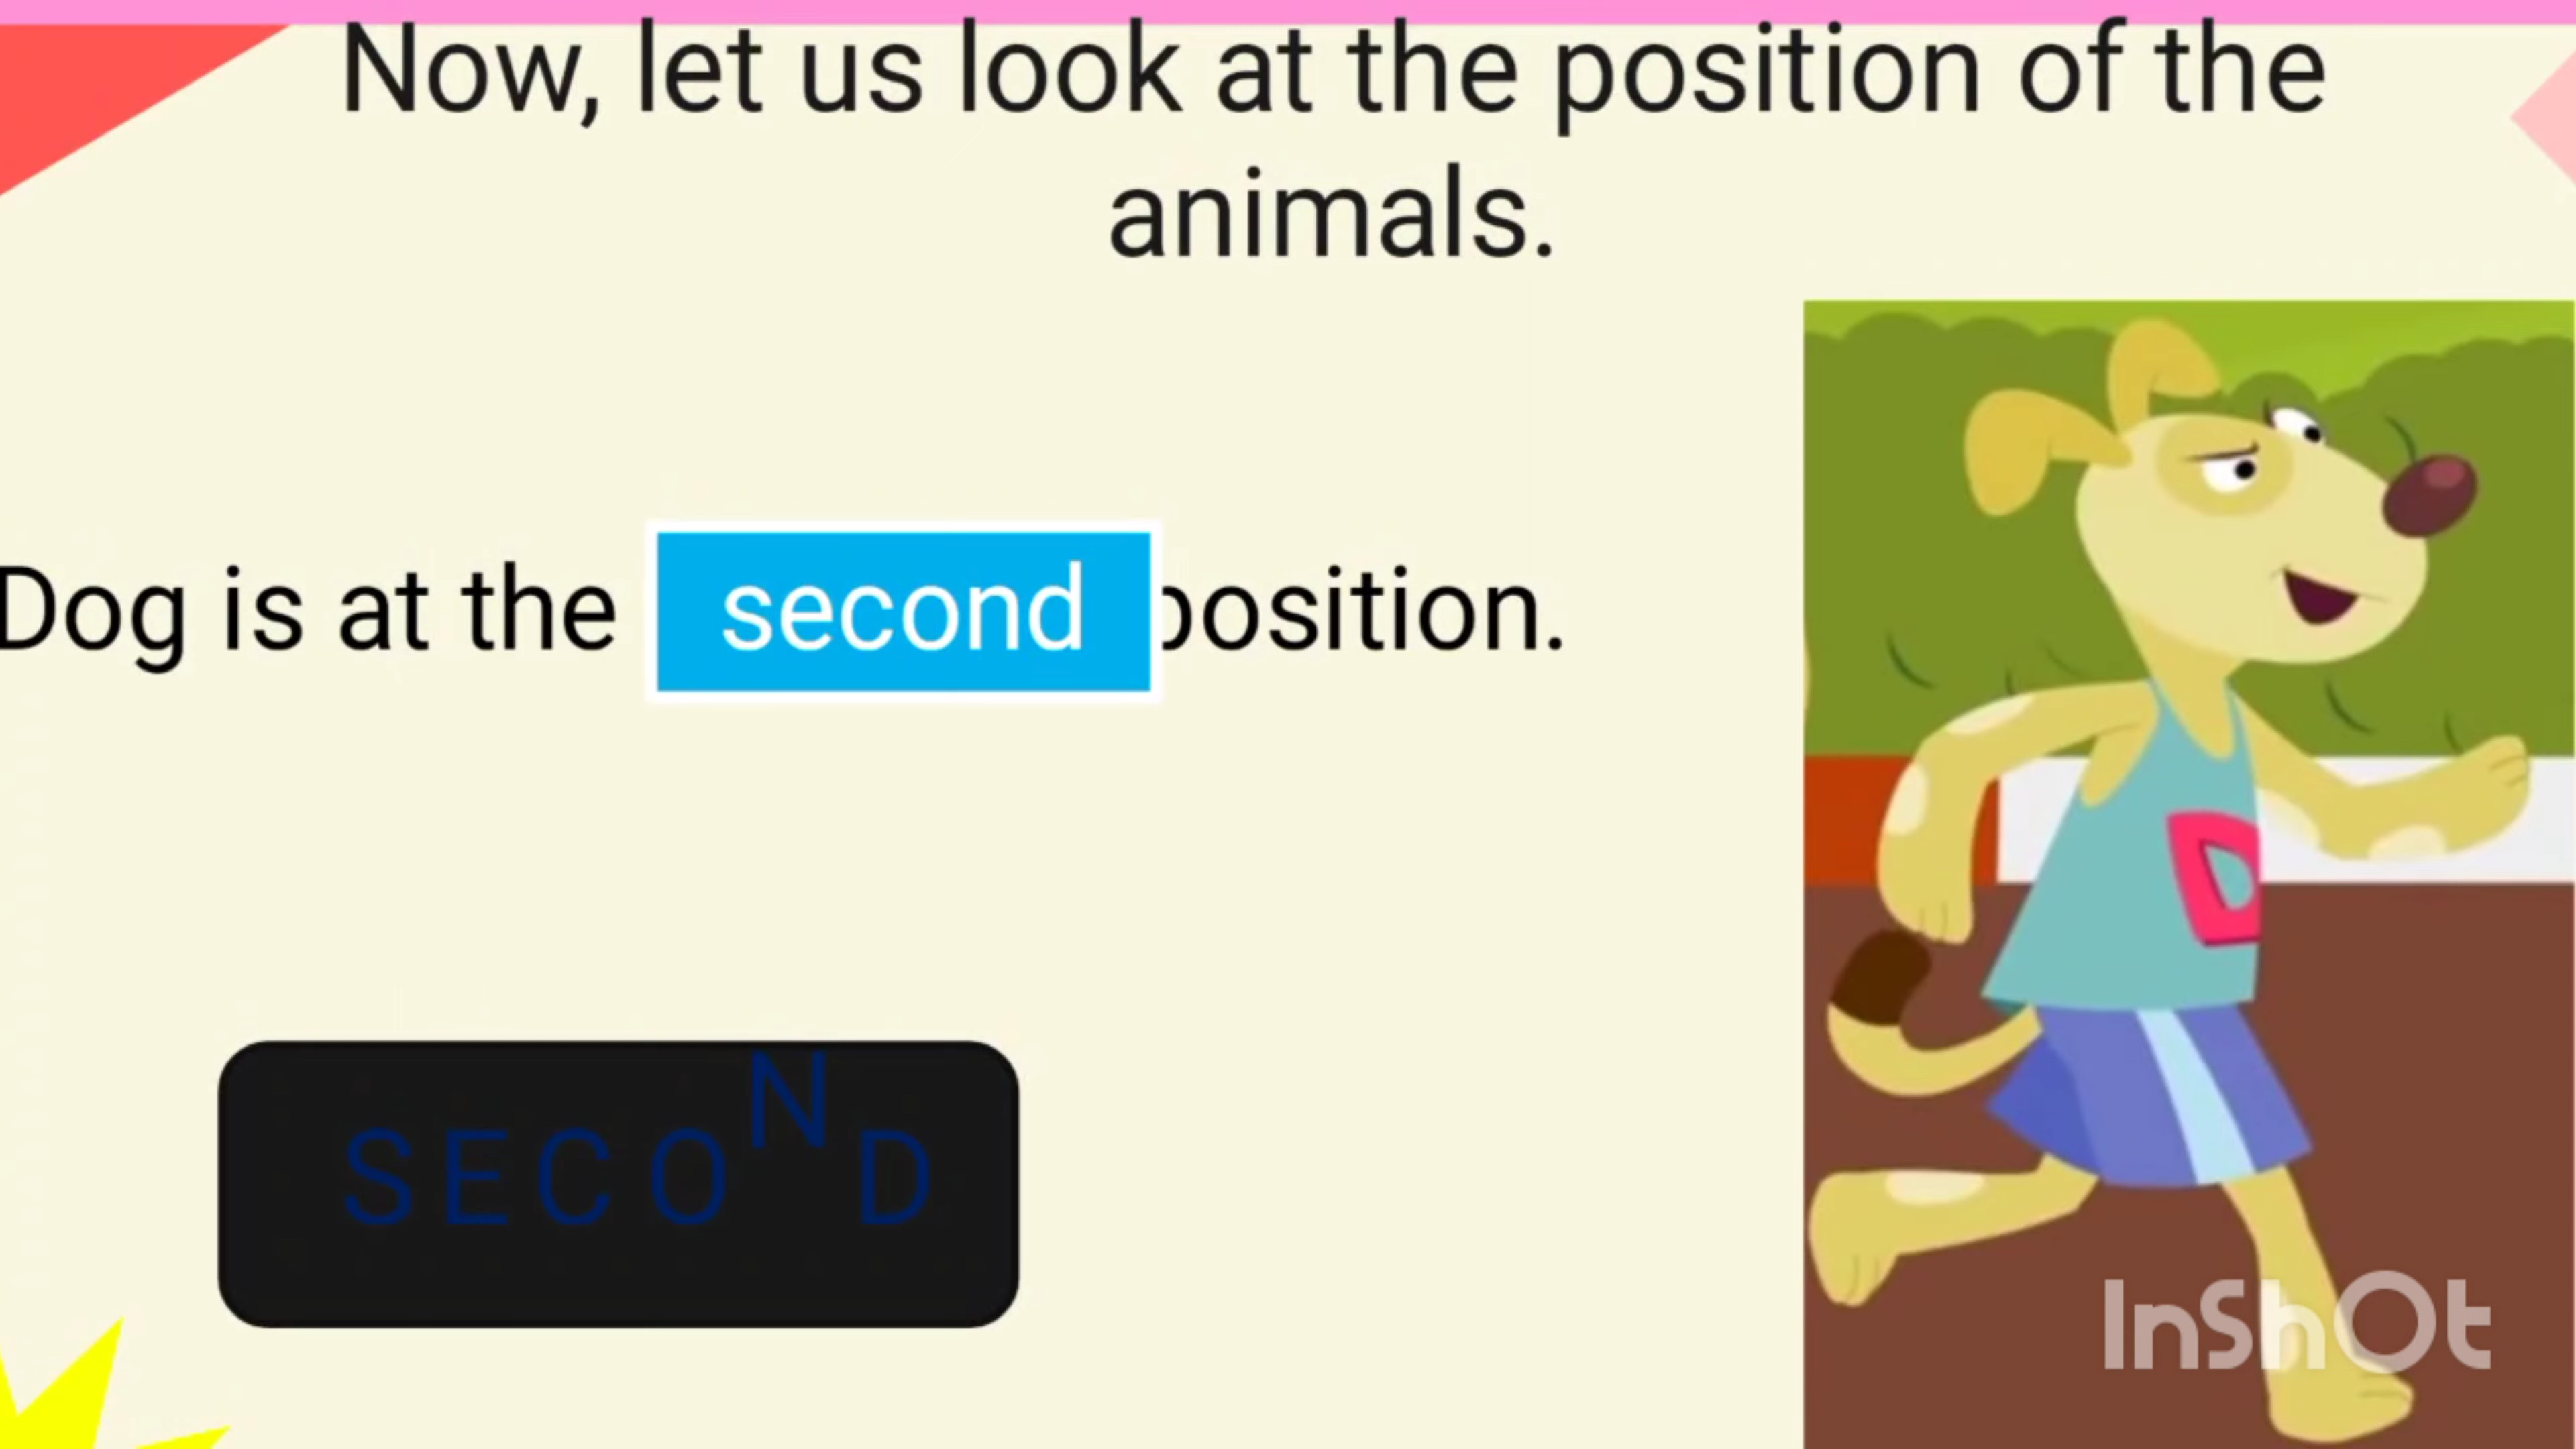 Now, let us look at the position of the
animals.
Dog is at the second position.
SECOND
D
InShOt